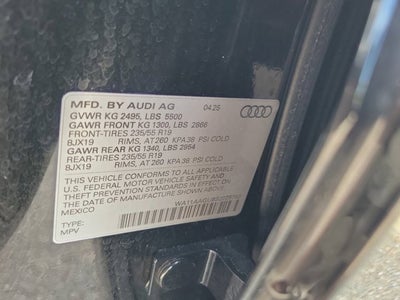 MFD. BY AUDI AG 04/25
GVWR KG 2495, LBS 5500
GAWR FRONT KG 1300, LBS 2866
FRONT-TIRES 235/55 R19
8JX19 RIMS, AT 260 KPA 38 PSI COLD
GAWR REAR KG 1340, LBS 2954
REAR-TIRES 235/55 R19
8JX19 RIMS, AT 260 KPA 38 PSI COLD
THIS VEHICLE CONFORMS TO ALL APPLICABLE
U.S. FEDERAL MOTOR VEHICLE SAFETY AND
THEFT PREVENTION STANDARDS IN EFFECT ON
THE DATE OF MANUFACTURE SHOWN ABOVE.
MEXICO
TYPE:
MPV